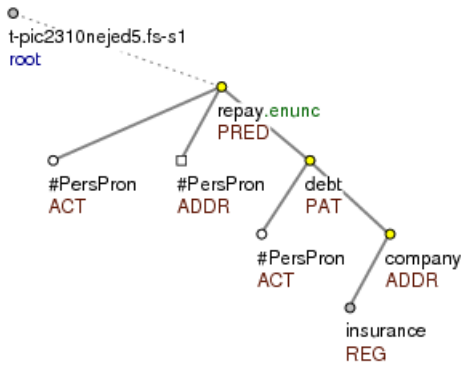 t-pic2310nejed5.fs-s1
root
repay.enunc
PRED
#PersPron #PersPron debt
ACT ADDR PAT
#PersPron company
ACT ADDR
insurance
REG